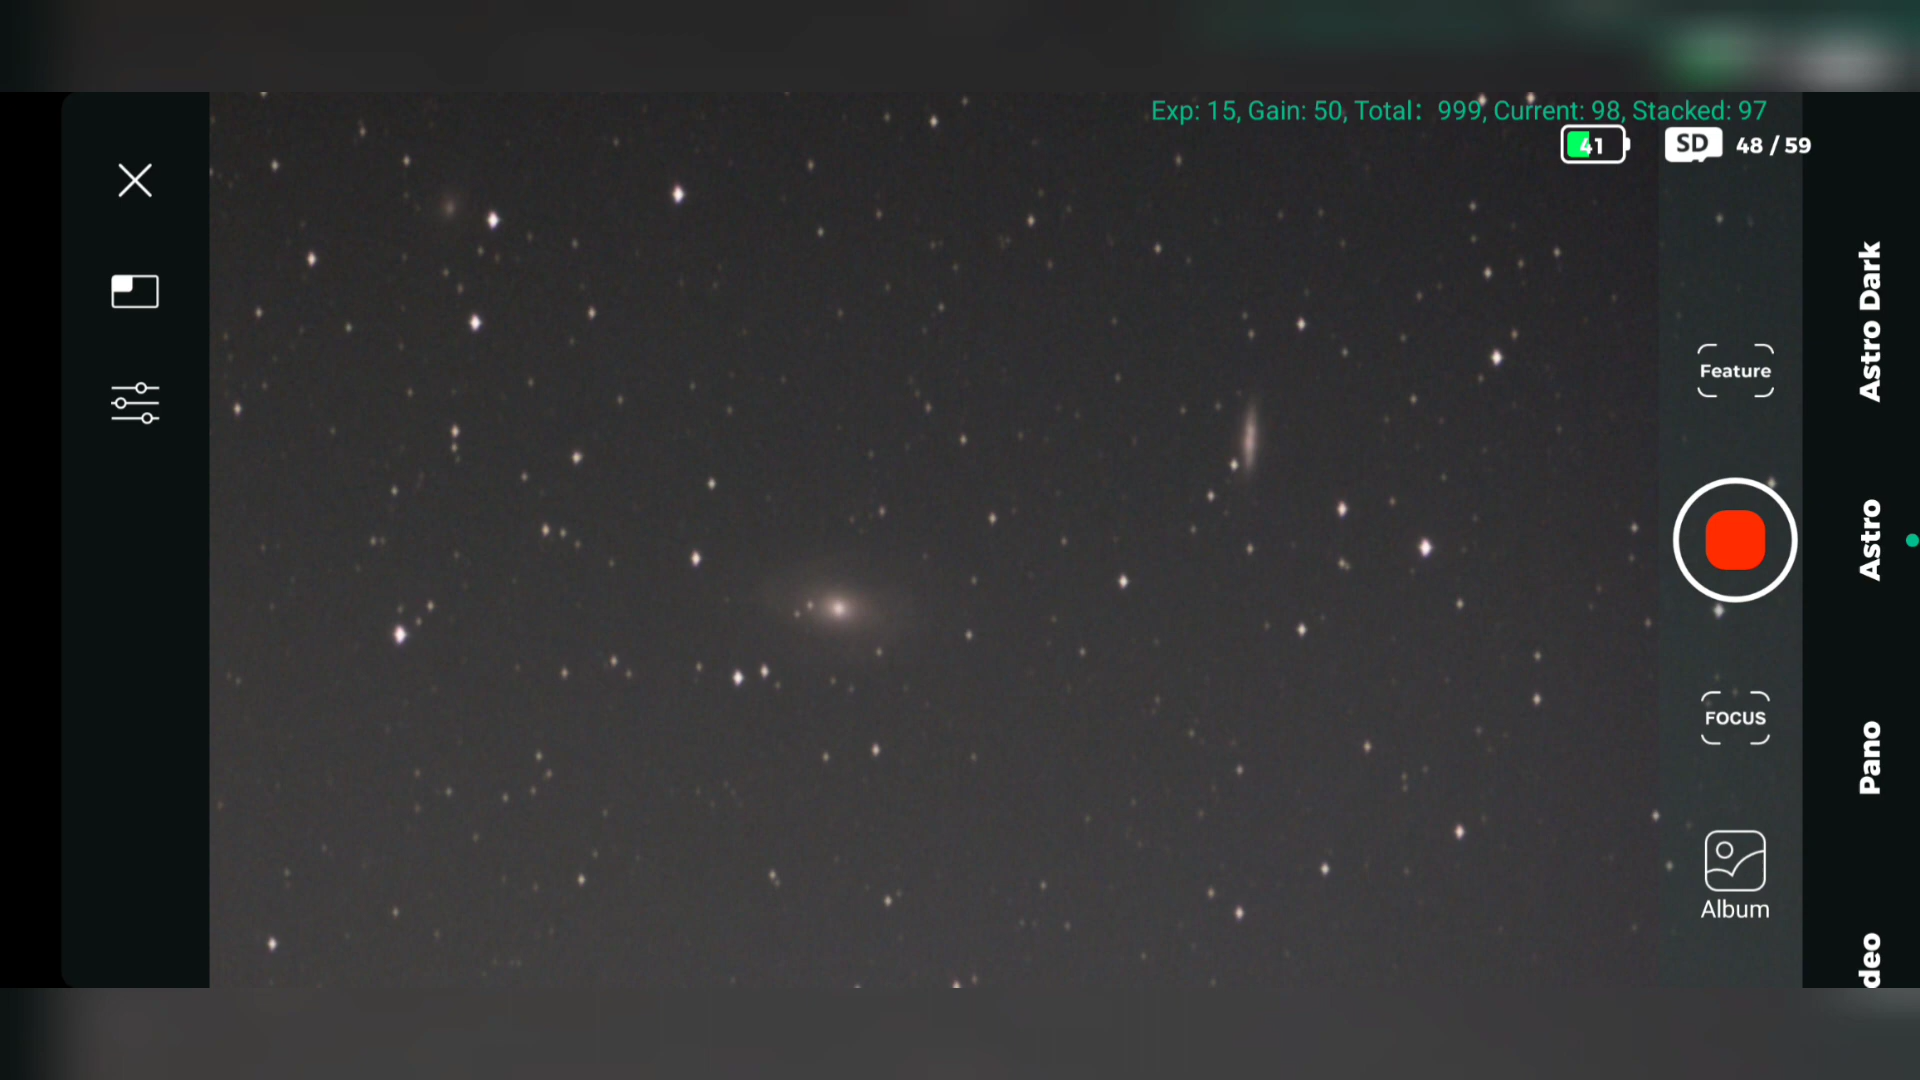 Exp: 15, Gain: 50, Total: 999, Current: 98, Stacked: 97
41
SD
48 / 59
Astro Dark
Feature
Astro
FOCUS
Pano
Album
deo